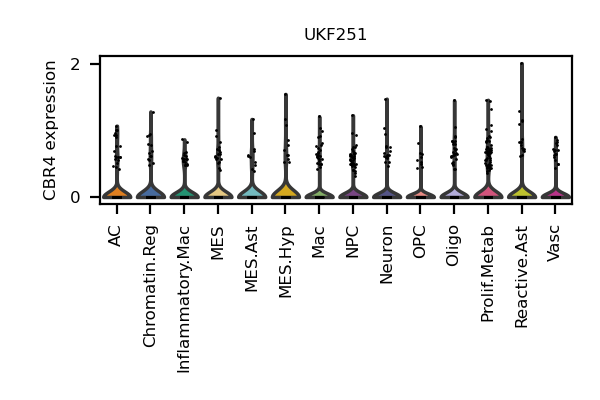 UKF251
CBR4 expression
2
0
AC
Chromatin.Reg
Inflammatory.Mac
MES
MES.Ast
MES.Hyp
Mac
NPC
Neuron
OPC
Oligo
Prolif.Metab
Reactive.Ast
Vasc